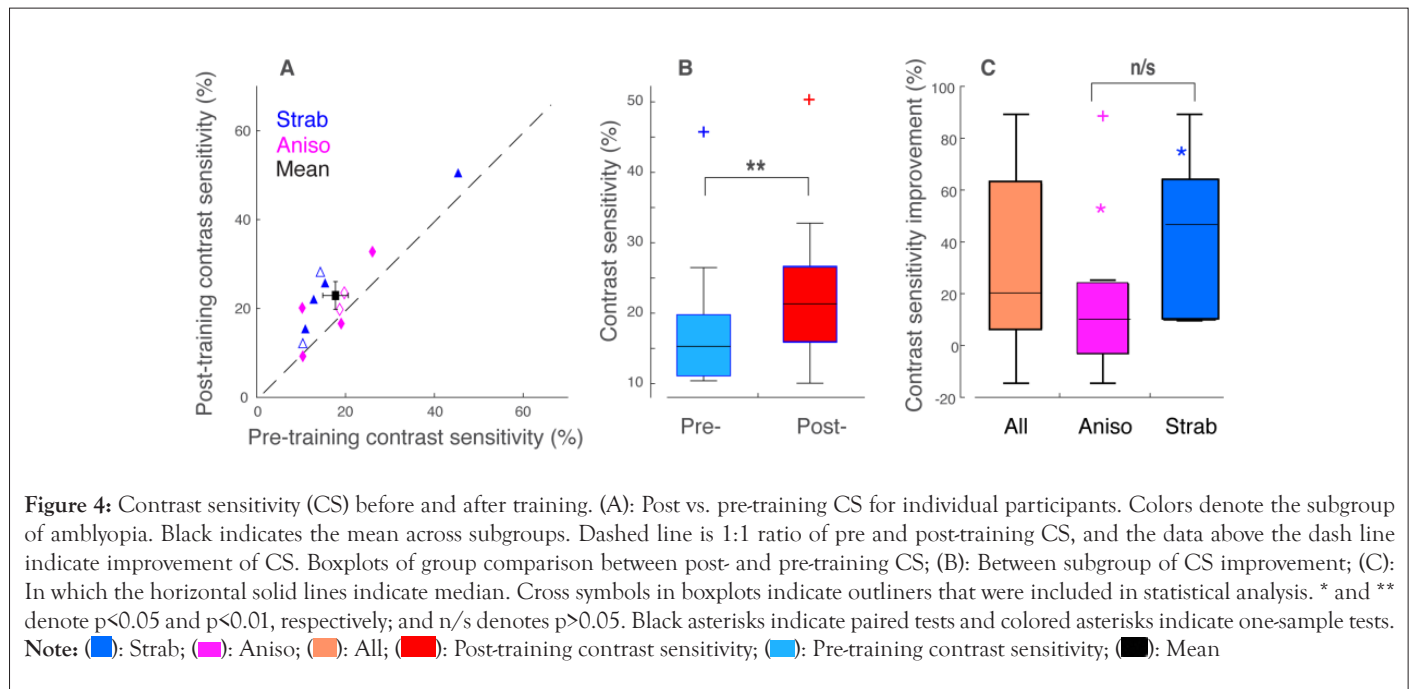 A
Post-training contrast sensitivity (%)
60
40
20
0
Strab
Aniso
Mean
0 20 40 60
Pre-training contrast sensitivity (%)
B
Contrast sensitivity (%)
50
40
30
20
10
**
Pre- Post-
C
n/s
Contrast sensitivity improvement (%)
100
80
60
40
20
0
-20
*
*
All Aniso Strab
Figure 4: Contrast sensitivity (CS) before and after training. (A): Post vs. pre-training CS for individual participants. Colors denote the subgroup
of amblyopia. Black indicates the mean across subgroups. Dashed line is 1:1 ratio of pre and post-training CS, and the data above the dash line
indicate improvement of CS. Boxplots of group comparison between post- and pre-training CS; (B): Between subgroup of CS improvement; (C):
In which the horizontal solid lines indicate median. Cross symbols in boxplots indicate outliners that were included in statistical analysis. * and **
denote p<0.05 and p<0.01, respectively; and n/s denotes p>0.05. Black asterisks indicate paired tests and colored asterisks indicate one-sample tests.
Note: ( ): Strab; ( ): Aniso; ( ): All; ( ): Post-training contrast sensitivity; ( ): Pre-training contrast sensitivity; ( ): Mean